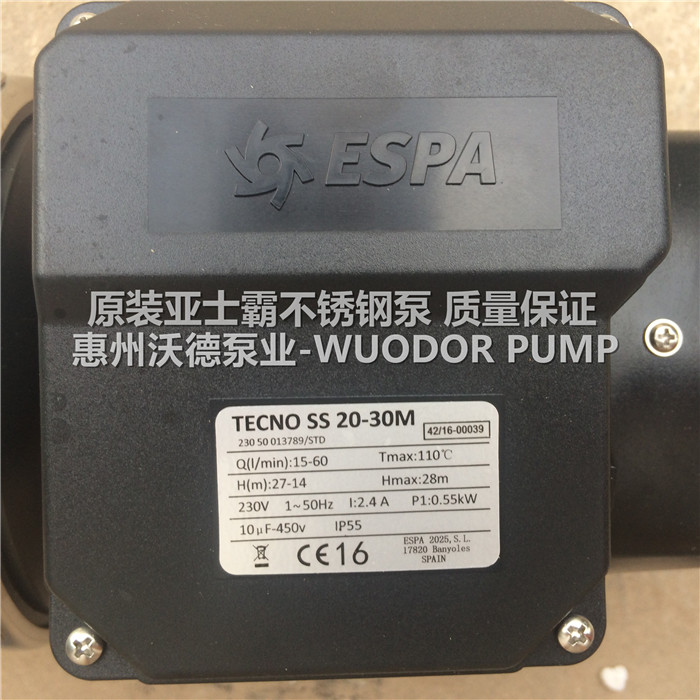 ESPA
原装亚士霸不锈钢泵 质量保证
惠州沃德泵业-WUODOR PUMP
TECNO SS 20-30M
42/16-00039
230 50 013789/STD
Q(l/min):15-60 Tmax:110℃
H(m):27-14 Hmax:28m
230V 1~50Hz I:2.4 A P1:0.55kW
10μF-450v IP55
CE16
ESPA 2025,S.L.
17820 Banyoles
SPAIN